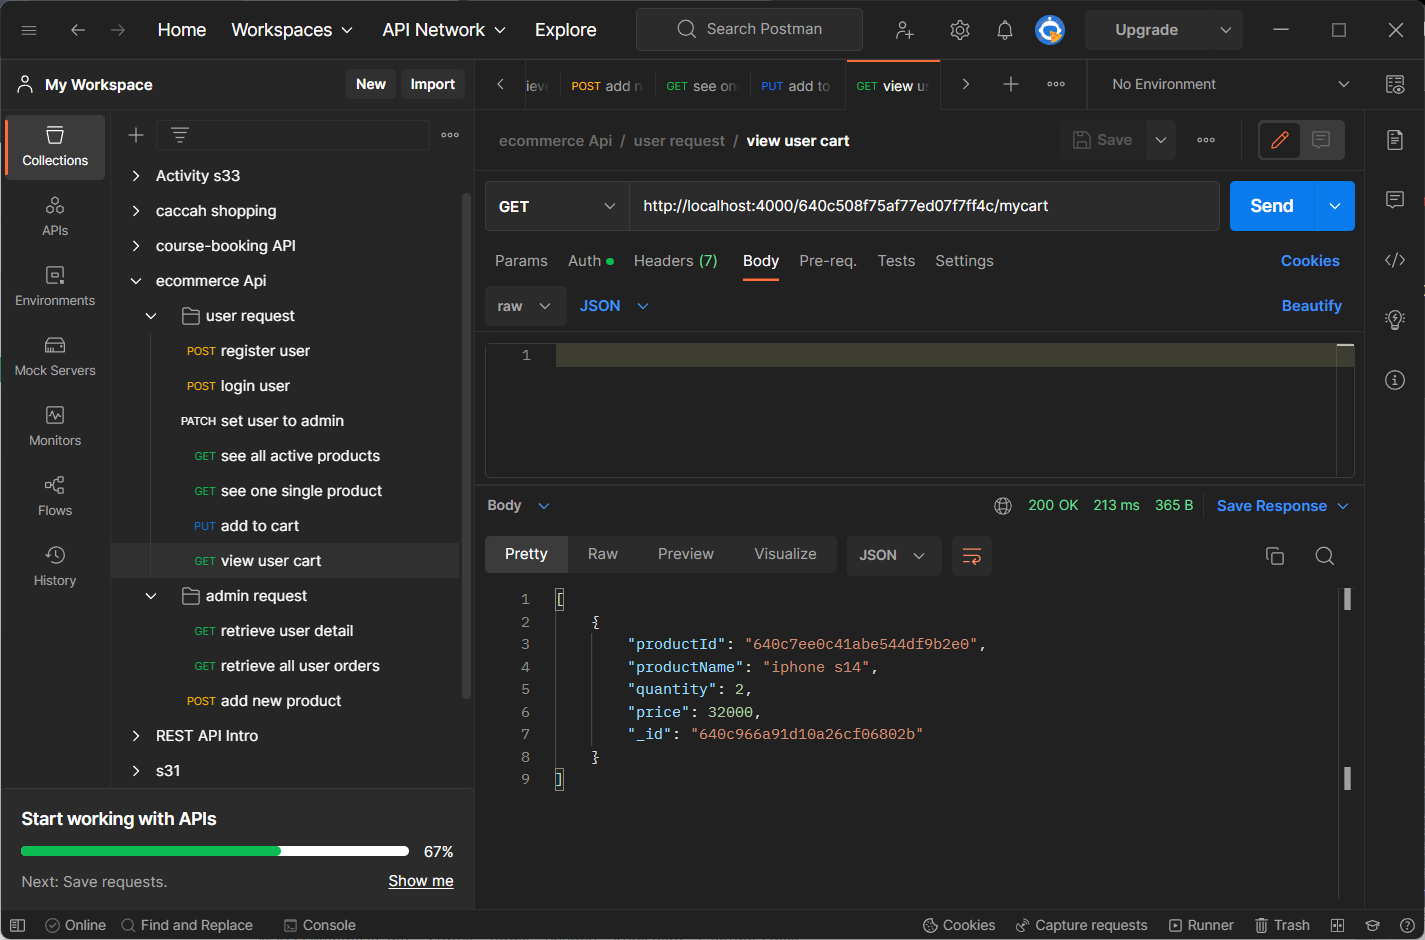 Home Workspaces API Network Explore Search Postman Upgrade
My Workspace New Import
POST add n GET see on PUT add to GET view us No Environment
Collections
APIs
Environments
Mock Servers
Monitors
Flows
History
Activity s33
caccah shopping
course-booking API
ecommerce Api
user request
POST register user
POST login user
PATCH set user to admin
GET see all active products
GET see one single product
PUT add to cart
GET view user cart
admin request
GET retrieve user detail
GET retrieve all user orders
POST add new product
REST API Intro
s31
Start working with APIs
67%
Next: Save requests. Show me
ecommerce Api / user request / view user cart Save
GET http://localhost:4000/640c508f75af77ed07f7ff4c/mycart Send
Params Auth Headers (7) Body Pre-req. Tests Settings Cookies
raw JSON Beautify
1
Body 200 OK 213 ms 365 B Save Response
Pretty Raw Preview Visualize JSON
1 [
2 {
3 "productId": "640c7ee0c41abe544df9b2e0",
4 "productName": "iphone s14",
5 "quantity": 2,
6 "price": 32000,
7 "_id": "640c966a91d10a26cf06802b"
8 }
9 ]
Online Find and Replace Console Cookies Capture requests Runner Trash